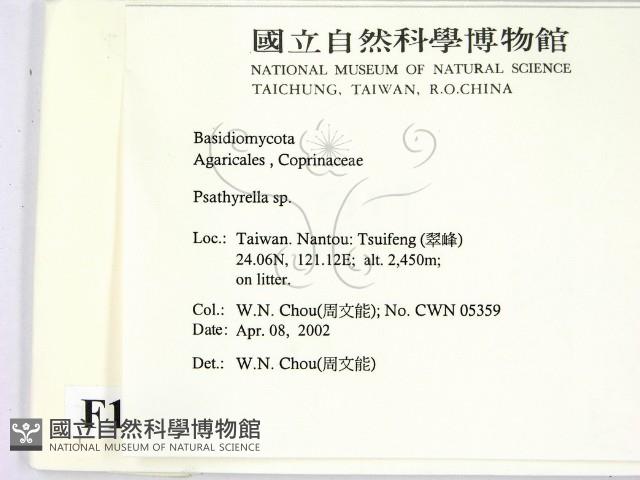 國立自然科學博物館
NATIONAL MUSEUM OF NATURAL SCIENCE
TAICHUNG, TAIWAN, R.O.CHINA
Basidiomycota
Agaricales , Coprinaceae
Psathyrella sp.
Loc.: Taiwan. Nantou: Tsuifeng (翠峰)
24.06N, 121.12E; alt. 2,450m;
on litter.
Col.: W.N. Chou(周文能); No. CWN 05359
Date: Apr. 08, 2002
Det.: W.N. Chou(周文能)
F1
國立自然科學博物館
NATIONAL MUSEUM OF NATURAL SCIENCE